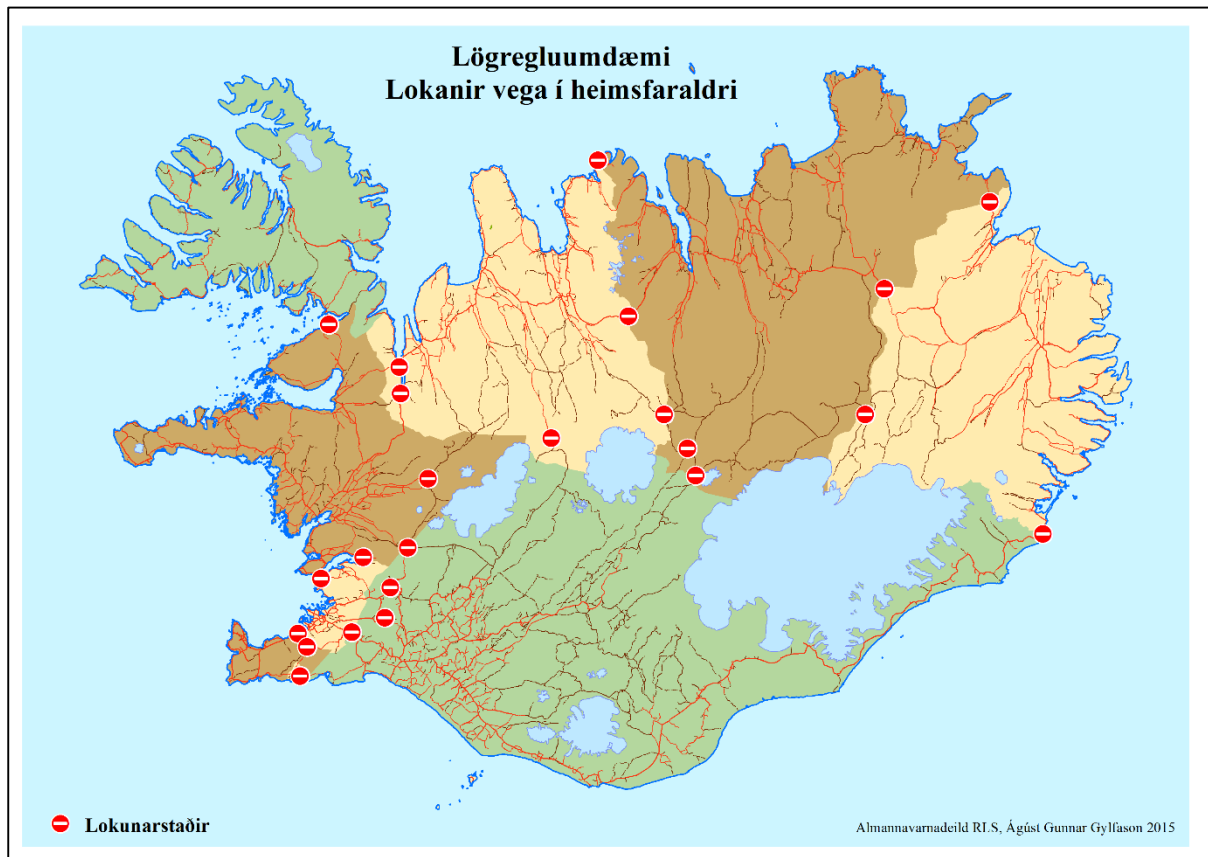 Lögregluumdæmi
Lokanir vega í heimsfaraldri
Lokunarstaðir
Almannavarnadeild RLS, Ágúst Gunnar Gylfason 2015